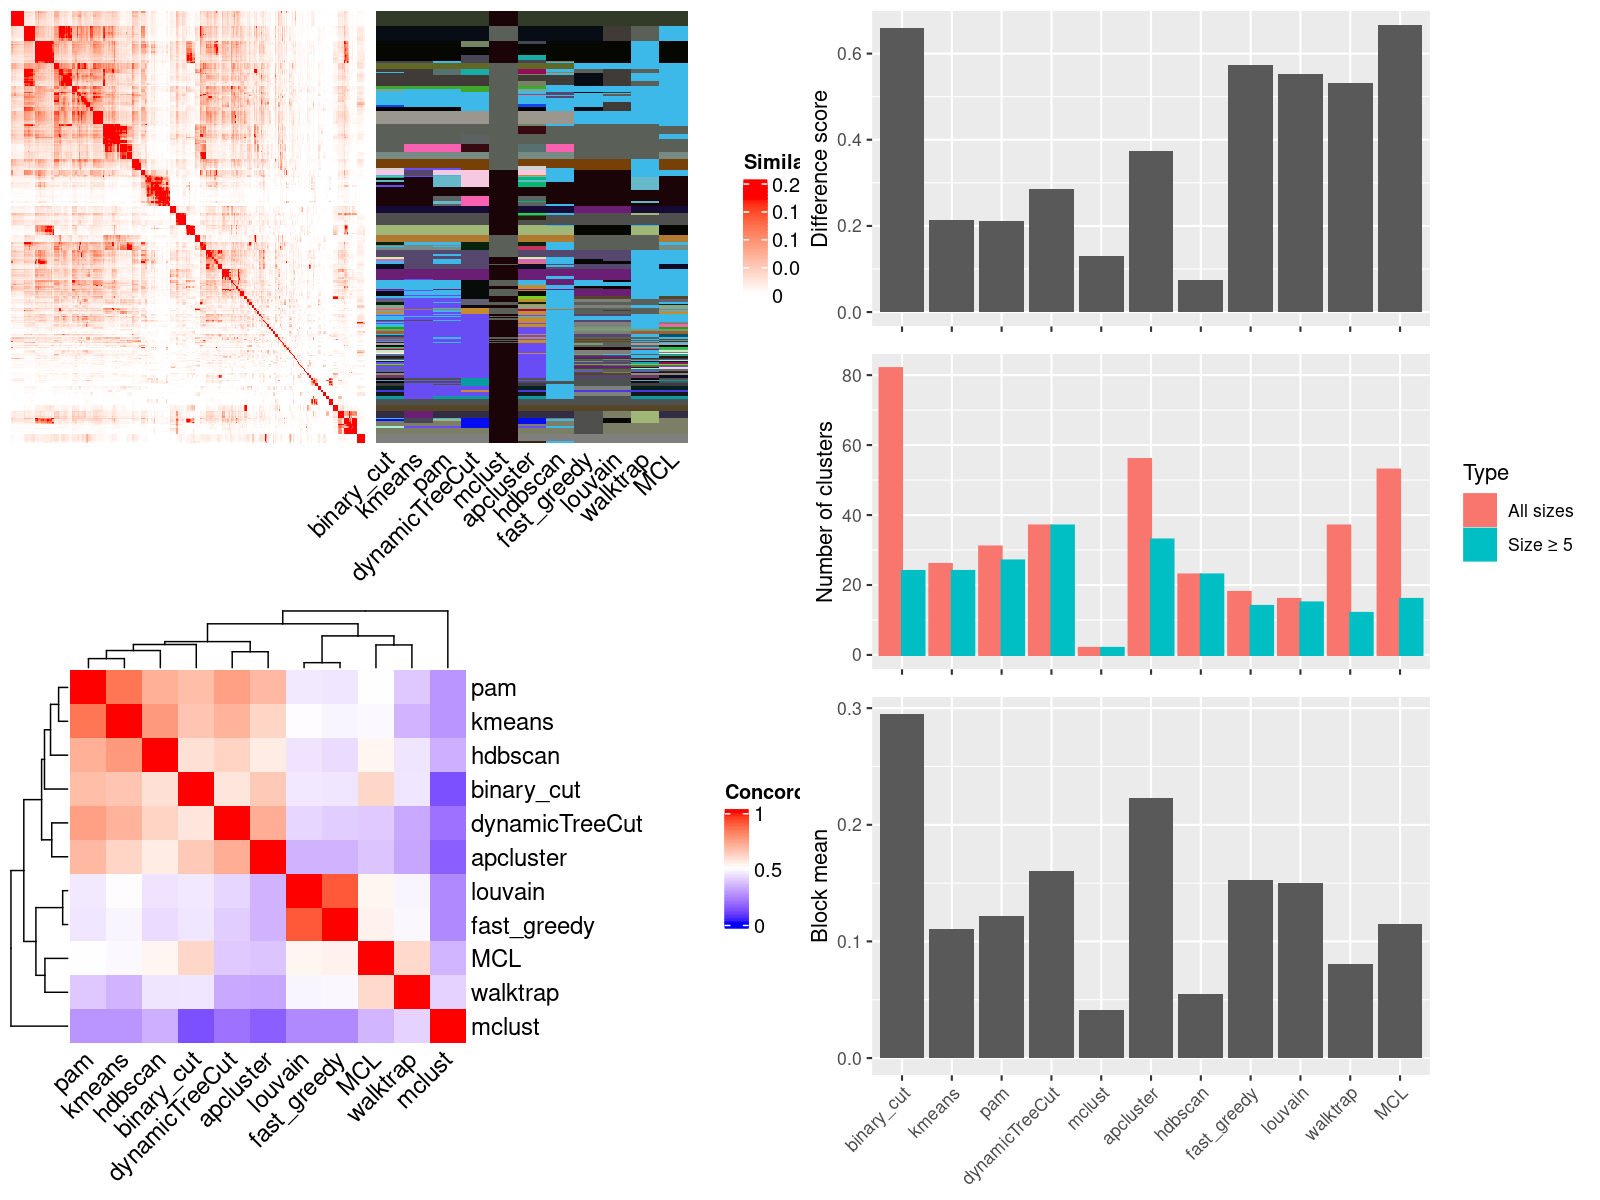 Simila
0.2
0.1
0.1
0.0
0
binary_cut
kmeans
pam
dynamicTreeCut
mclust
apcluster
hdbscan
fast_greedy
louvain
walktrap
MCL
pam
kmeans
hdbscan
binary_cut
dynamicTreeCut
apcluster
louvain
fast_greedy
MCL
walktrap
mclust
pam
kmeans
hdbscan
binary_cut
dynamicTreeCut
apcluster
louvain
fast_greedy
MCL
walktrap
mclust
Concord
1
0.5
0
Difference score
0.6
0.4
0.2
0.0
Number of clusters
80
60
40
20
0
Type
All sizes
Size ≥ 5
Block mean
0.3
0.2
0.1
0.0
binary_cut
kmeans
pam
dynamicTreeCut
mclust
apcluster
hdbscan
fast_greedy
louvain
walktrap
MCL